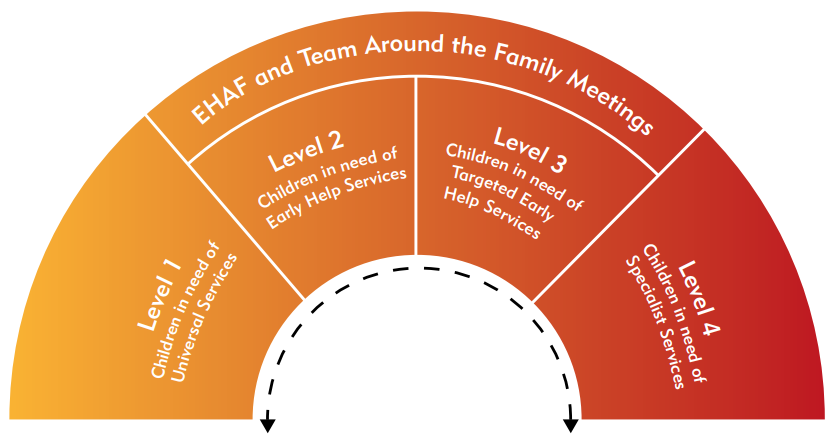 EHAF and Team Around the Family Meetings
Level 1
Children in need of
Universal Services
Level 2
Children in need of
Early Help Services
Level 3
Children in need of
Targeted Early
Help Services
Level 4
Children in need of
Specialist Services